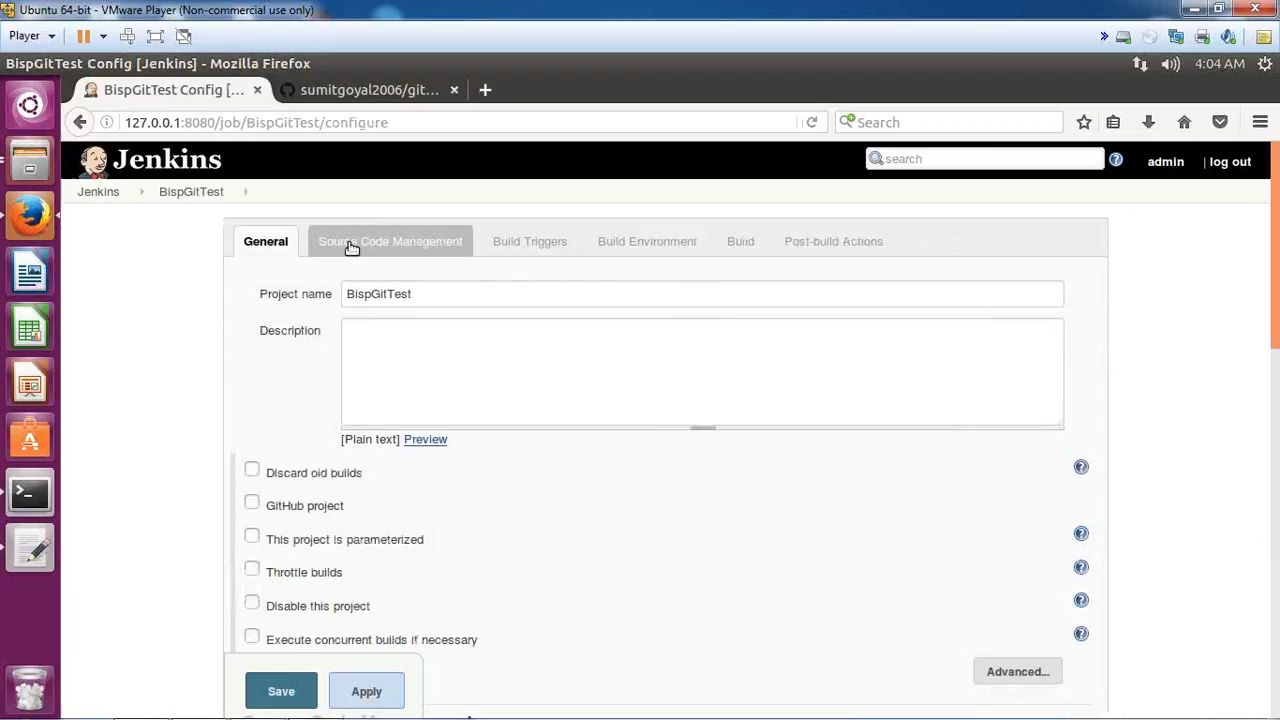 Ubuntu 64-bit - VMware Player (Non-commercial use only)
Player
BispGitTest Config [Jenkins] - Mozilla Firefox
4:04 AM
BispGitTest Config [...
sumitgoyal2006/git...
127.0.0.1:8080/job/BispGitTest/configure
Search
Jenkins
search
admin
| log out
Jenkins
BispGitTest
General
Source Code Management
Build Triggers
Build Environment
Build
Post-build Actions
Project name
BispGitTest
Description
[Plain text] Preview
Discard old builds
GitHub project
This project is parameterized
Throttle builds
Disable this project
Execute concurrent builds if necessary
Advanced...
Save
Apply